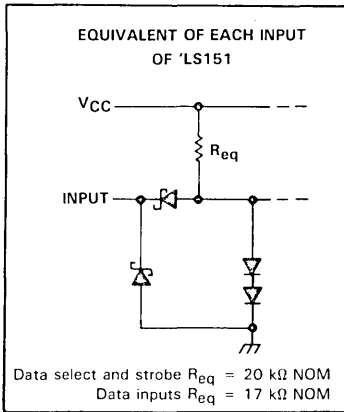 EQUIVALENT OF EACH INPUT
OF 'LS151
VCC
Req
INPUT
Data select and strobe Req = 20 kΩ NOM
Data inputs Req = 17 kΩ NOM